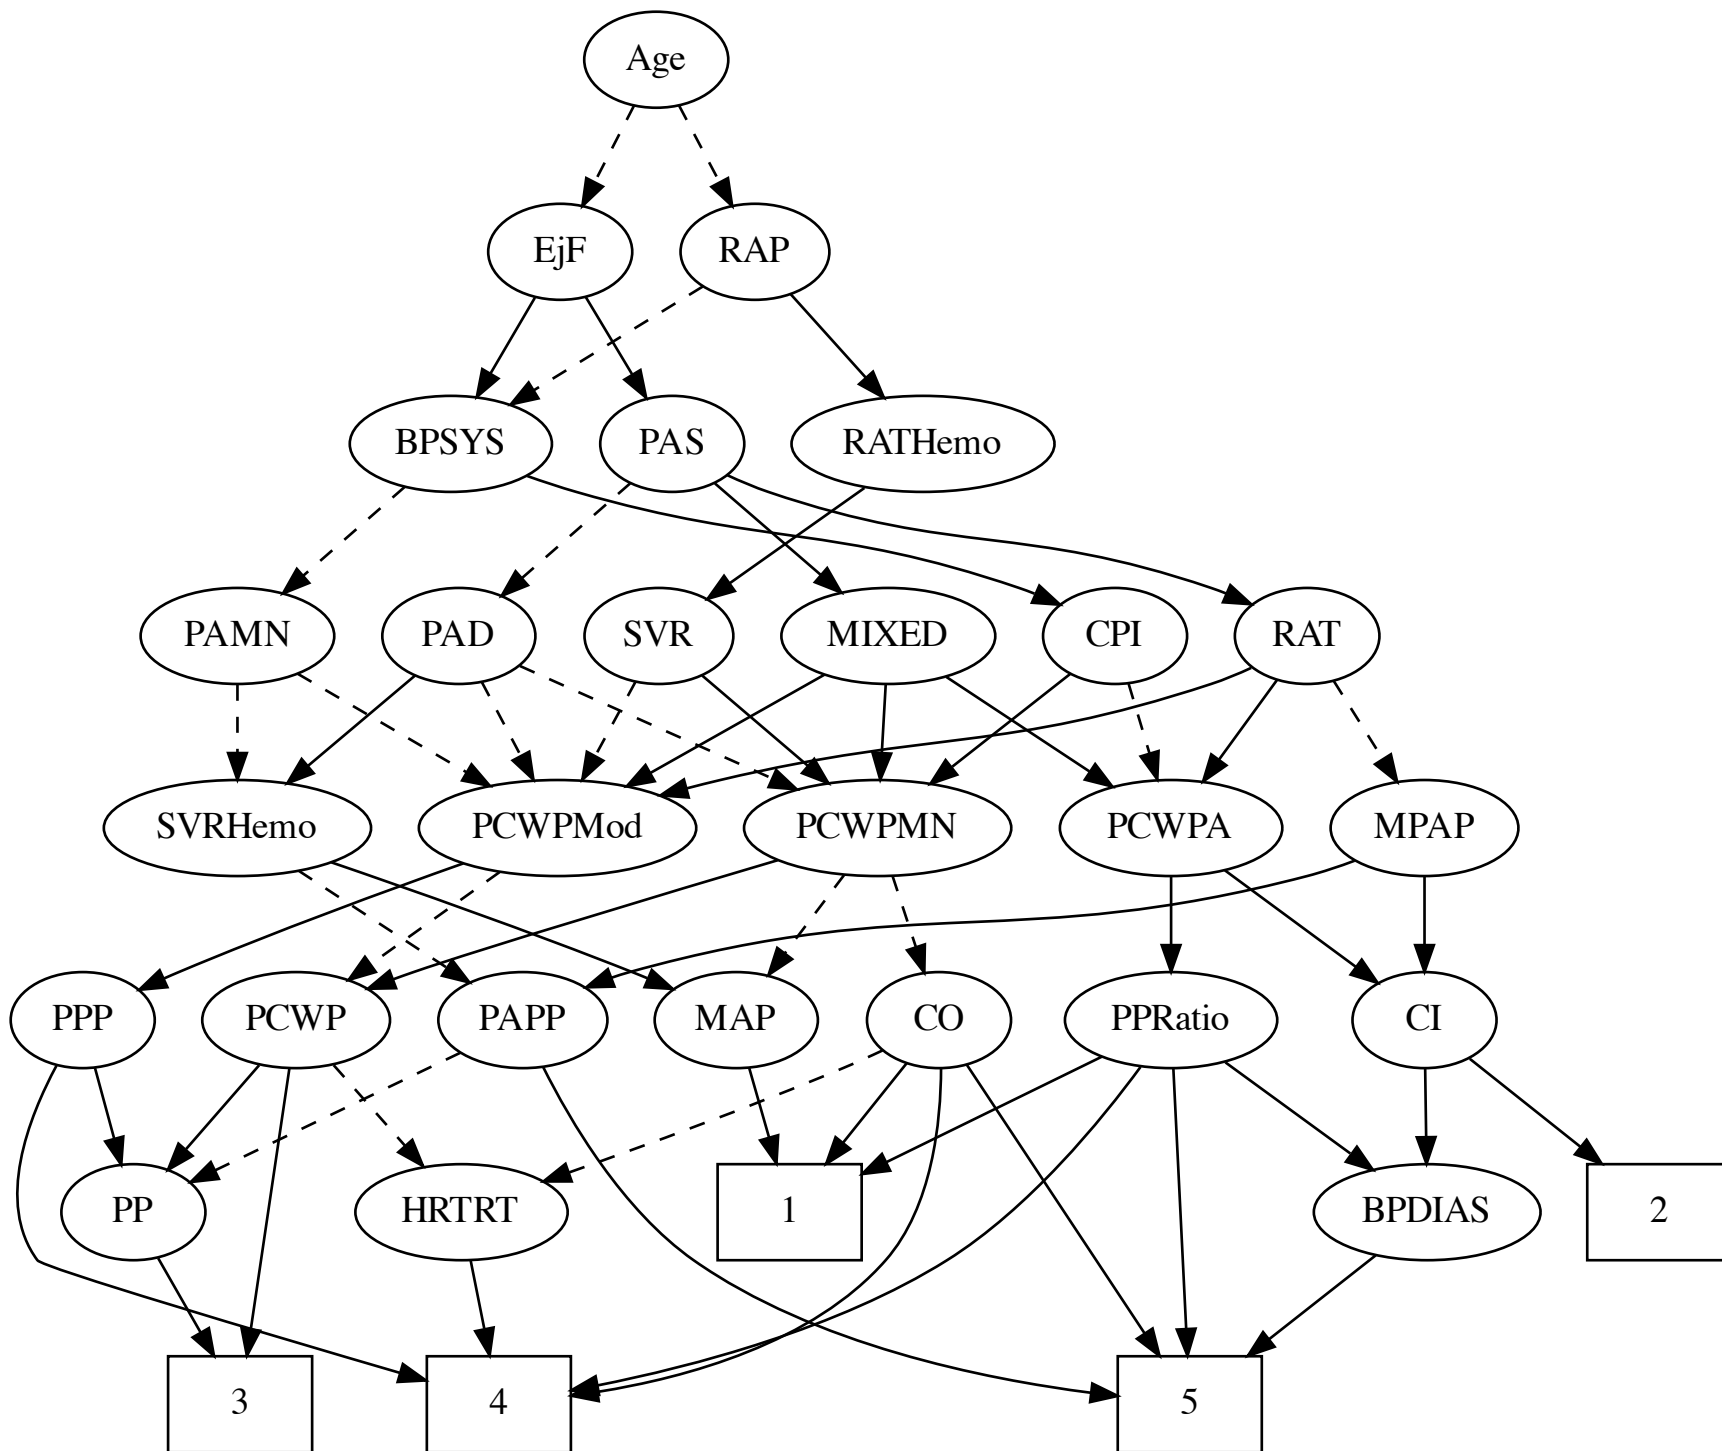 Age
EjF
RAP
BPSYS
PAS
RATHemo
PAMN
PAD
SVR
MIXED
CPI
RAT
SVRHemo
PCWPMod
PCWPMN
PCWPA
MPAP
PPP
PCWP
PAPP
MAP
CO
PPRatio
CI
PP
HRTRT
1
BPDIAS
2
3
4
5